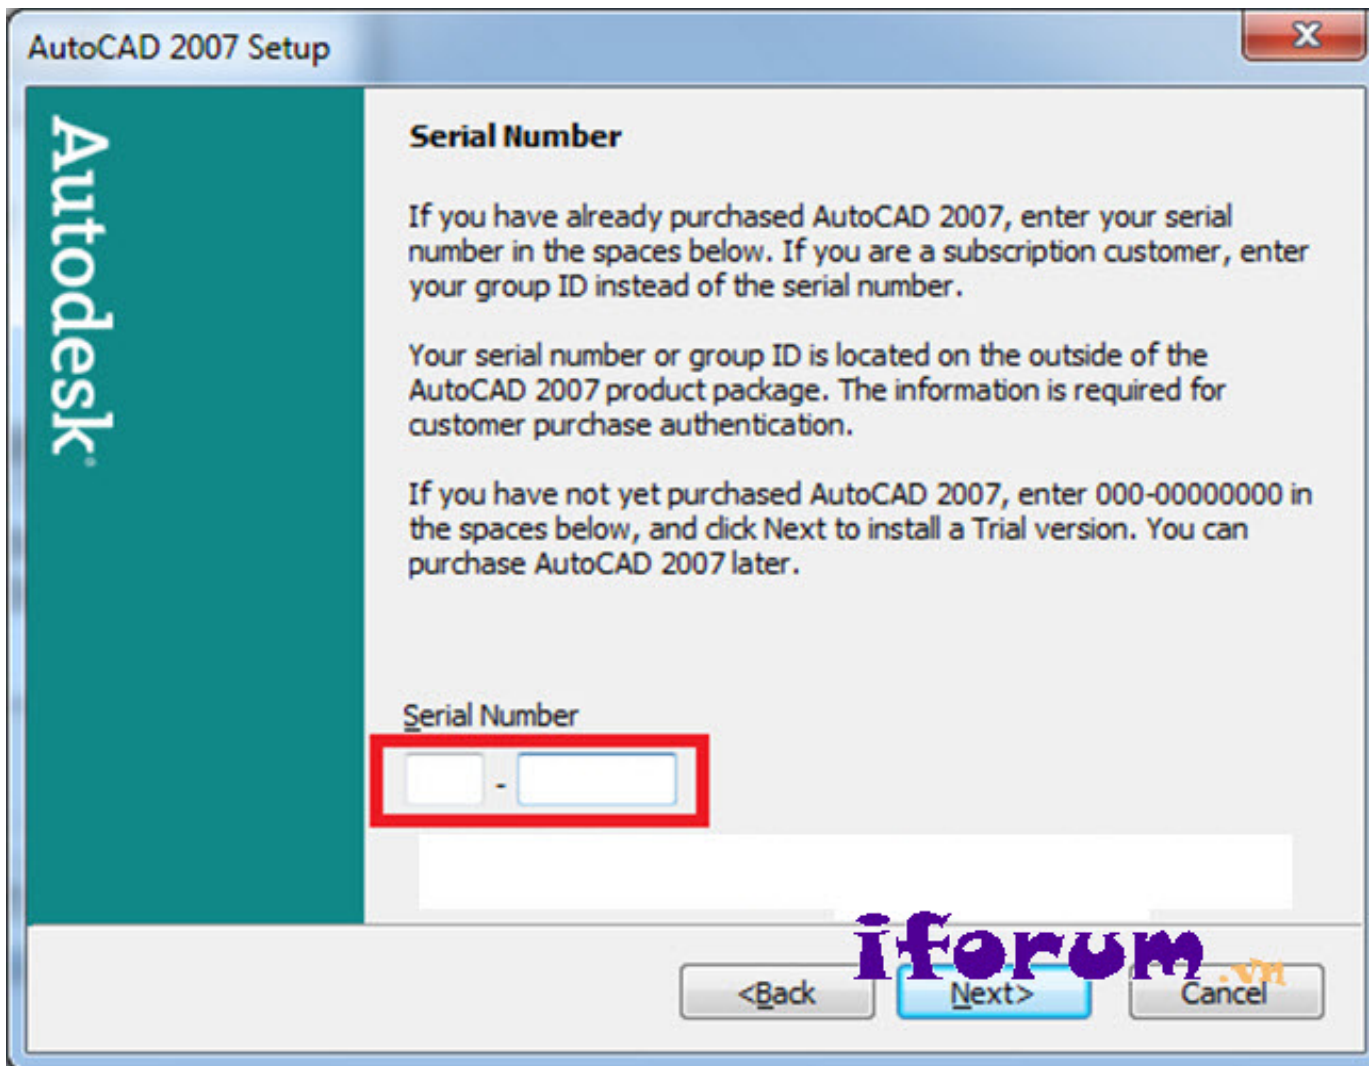 AutoCAD 2007 Setup
Autodesk
Serial Number
If you have already purchased AutoCAD 2007, enter your serial
number in the spaces below. If you are a subscription customer, enter
your group ID instead of the serial number.
Your serial number or group ID is located on the outside of the
AutoCAD 2007 product package. The information is required for
customer purchase authentication.
If you have not yet purchased AutoCAD 2007, enter 000-00000000 in
the spaces below, and click Next to install a Trial version. You can
purchase AutoCAD 2007 later.
Serial Number
-
iforum.vn
<Back Next> Cancel